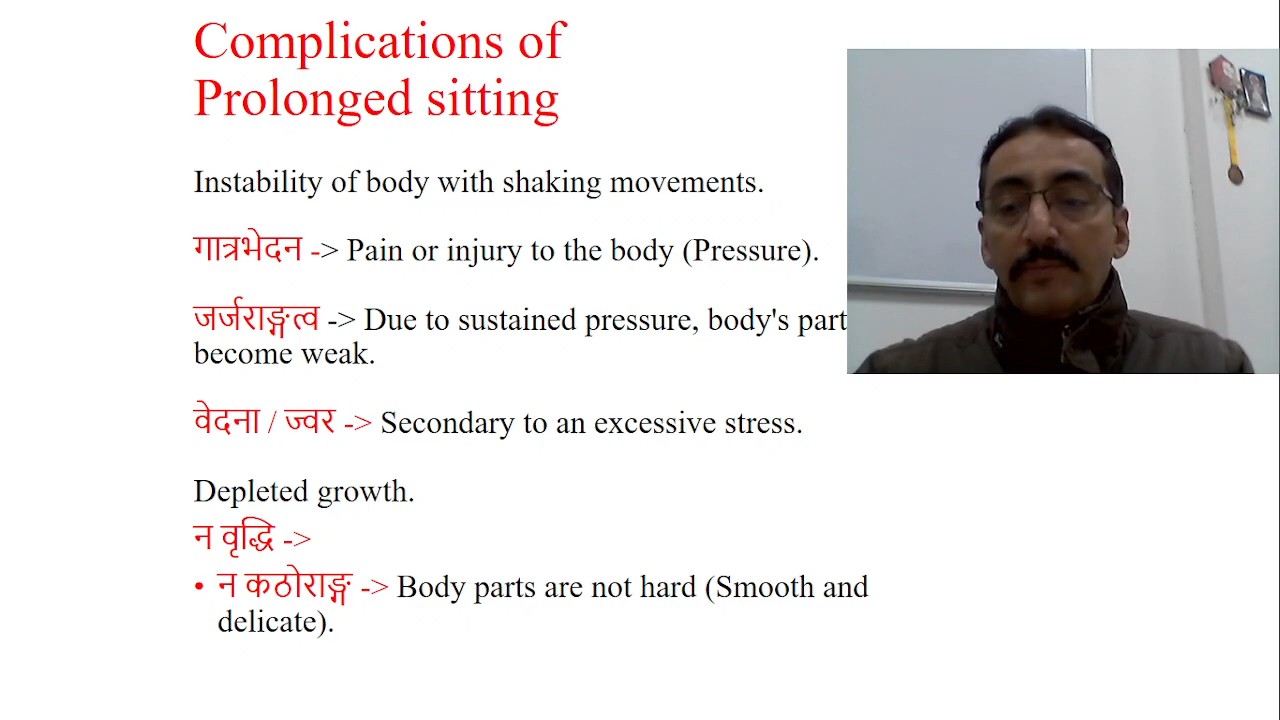 Complications of
Prolonged sitting
Instability of body with shaking movements.
गात्रभेदन -> Pain or injury to the body (Pressure).
जर्जराङ्गत्व -> Due to sustained pressure, body's part
become weak.
वेदना / ज्वर -> Secondary to an excessive stress.
Depleted growth.
न वृद्धि ->
• न कठोराङ्ग -> Body parts are not hard (Smooth and
delicate).